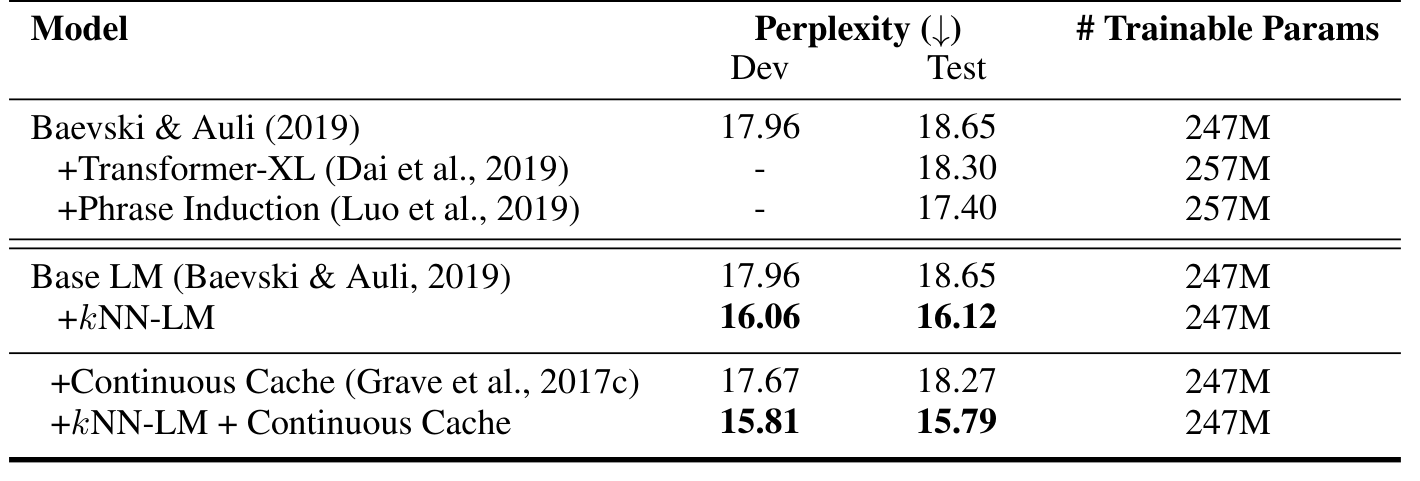 Model Perplexity (↓) # Trainable Params
Dev Test
Baevski & Auli (2019) 17.96 18.65 247M
+Transformer-XL (Dai et al., 2019) - 18.30 257M
+Phrase Induction (Luo et al., 2019) - 17.40 257M
Base LM (Baevski & Auli, 2019) 17.96 18.65 247M
+kNN-LM 16.06 16.12 247M
+Continuous Cache (Grave et al., 2017c) 17.67 18.27 247M
+kNN-LM + Continuous Cache 15.81 15.79 247M